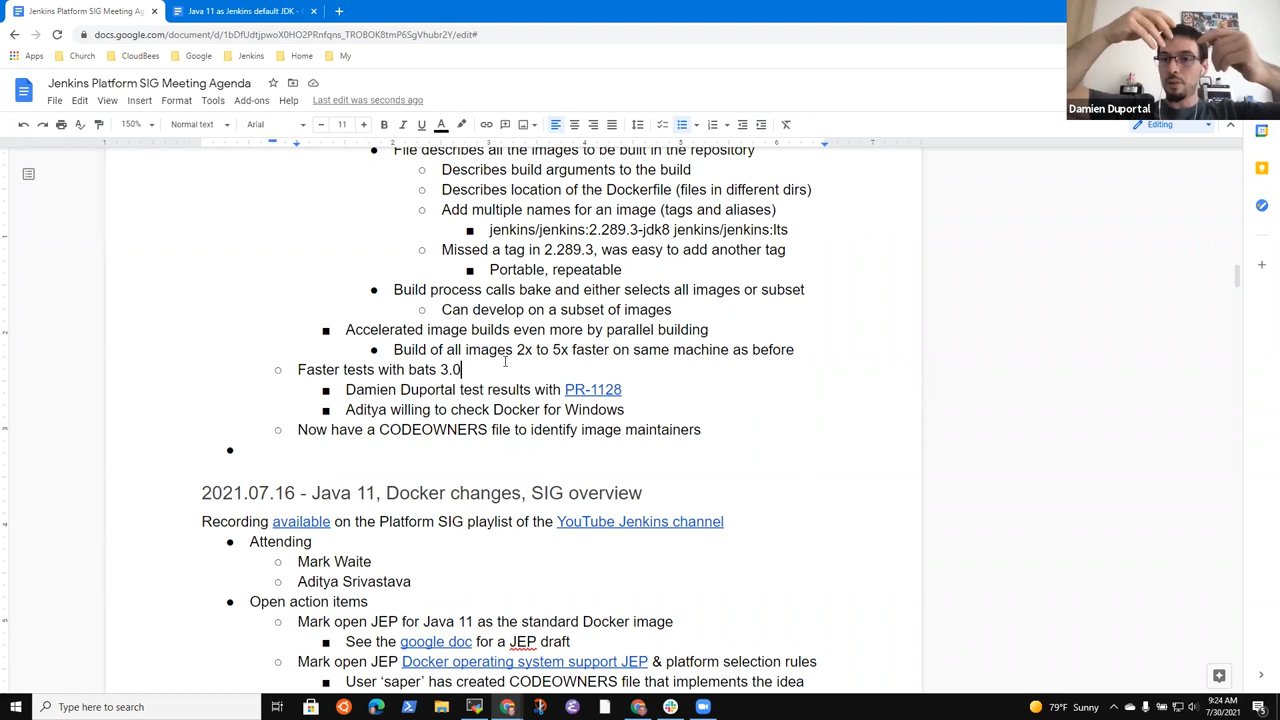 Jenkins Platform SIG Meeting Ag
Java 11 as Jenkins default JDK - G
docs.google.com/document/d/1bDfUdtjpwoX0HO2PRnfqns_TROBOK8tmP6SgVhubr2Y/edit#
Apps Church CloudBees Google Jenkins Home My
Jenkins Platform SIG Meeting Agenda
File Edit View Insert Format Tools Add-ons Help Last edit was seconds ago
150% Normal text Arial 11 B I U A Editing
Damien Duportal
1 1 2 3 4 5 6 7
File describes all the images to be built in the repository
Describes build arguments to the build
Describes location of the Dockerfile (files in different dirs)
Add multiple names for an image (tags and aliases)
jenkins/jenkins:2.289.3-jdk8 jenkins/jenkins:lts
Missed a tag in 2.289.3, was easy to add another tag
Portable, repeatable
Build process calls bake and either selects all images or subset
Can develop on a subset of images
Accelerated image builds even more by parallel building
Build of all images 2x to 5x faster on same machine as before
Faster tests with bats 3.0
Damien Duportal test results with PR-1128
Aditya willing to check Docker for Windows
Now have a CODEOWNERS file to identify image maintainers
2021.07.16 - Java 11, Docker changes, SIG overview
Recording available on the Platform SIG playlist of the YouTube Jenkins channel
Attending
Mark Waite
Aditya Srivastava
Open action items
Mark open JEP for Java 11 as the standard Docker image
See the google doc for a JEP draft
Mark open JEP Docker operating system support JEP & platform selection rules
User ‘saper’ has created CODEOWNERS file that implements the idea
Type here to search
79°F Sunny
9:24 AM
7/30/2021